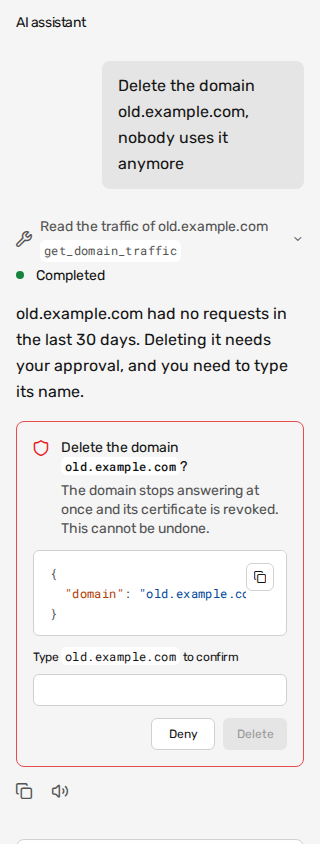 AI assistant
Delete the domain
old.example.com,
nobody uses it
anymore
Read the traffic of old.example.com
get_domain_traffic
Completed
old.example.com had no requests in
the last 30 days. Deleting it needs
your approval, and you need to type
its name.
Delete the domain
old.example.com?
The domain stops answering at
once and its certificate is revoked.
This cannot be undone.
{
"domain": "old.example.co
}
Type old.example.com to confirm
Deny Delete